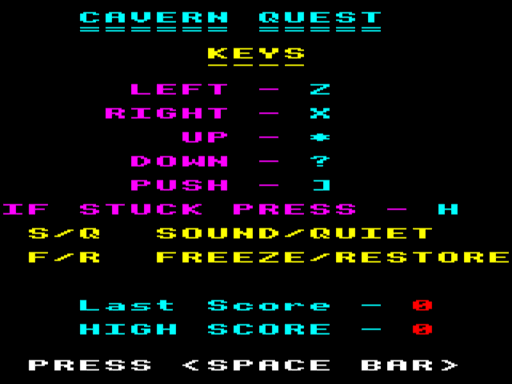 CAVERN QUEST
KEYS
LEFT - Z
RIGHT - X
UP - *
DOWN - ?
PUSH - ]
IF STUCK PRESS - H
S/Q SOUND/QUIET
F/R FREEZE/RESTORE
Last Score - 0
HIGH SCORE - 0
PRESS <SPACE BAR>